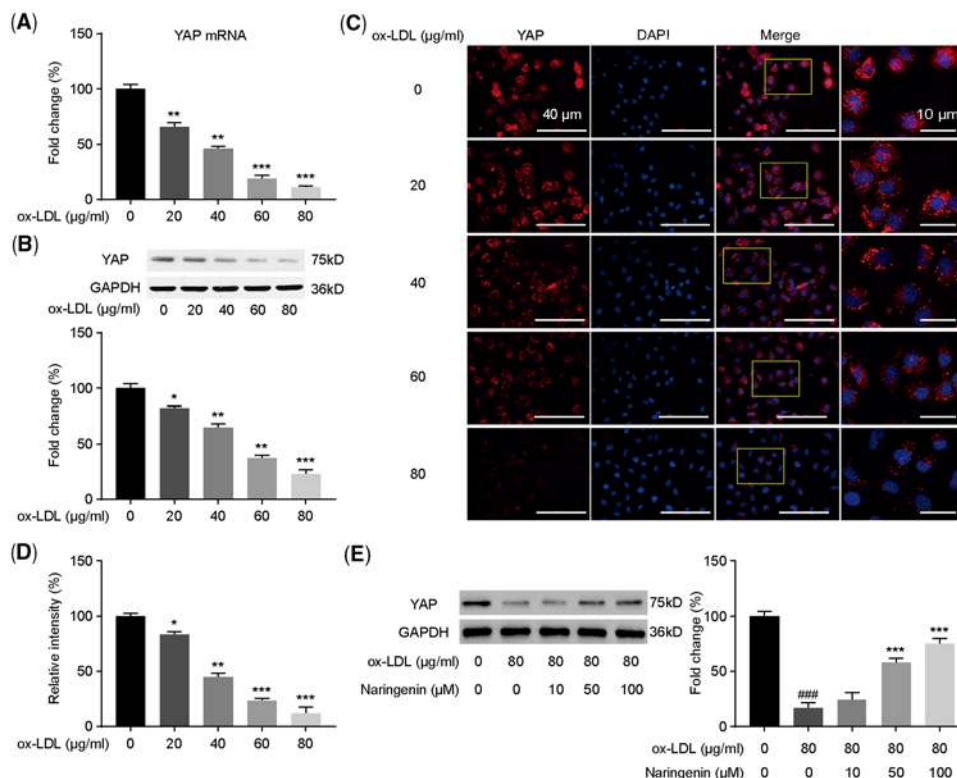 (A)
YAP mRNA
Fold change (%)
150
100
50
0
**
**
***
***
ox-LDL (µg/ml)
0 20 40 60 80
(B)
YAP 75kD
GAPDH 36kD
ox-LDL (µg/ml)
0 20 40 60 80
Fold change (%)
150
100
50
0
*
**
**
***
ox-LDL (µg/ml)
0 20 40 60 80
(C)
ox-LDL (µg/ml) YAP DAPI Merge
0
40 µm
10 µm
20
40
60
80
(D)
Relative intensity (%)
150
100
50
0
*
**
***
***
ox-LDL (µg/ml)
0 20 40 60 80
(E)
YAP 75kD
GAPDH 36kD
ox-LDL (µg/ml) 0 80 80 80 80
Naringenin (µM) 0 0 10 50 100
Fold change (%)
150
100
50
0
###
***
***
ox-LDL (µg/ml) 0 80 80 80 80
Naringenin (µM) 0 0 10 50 100